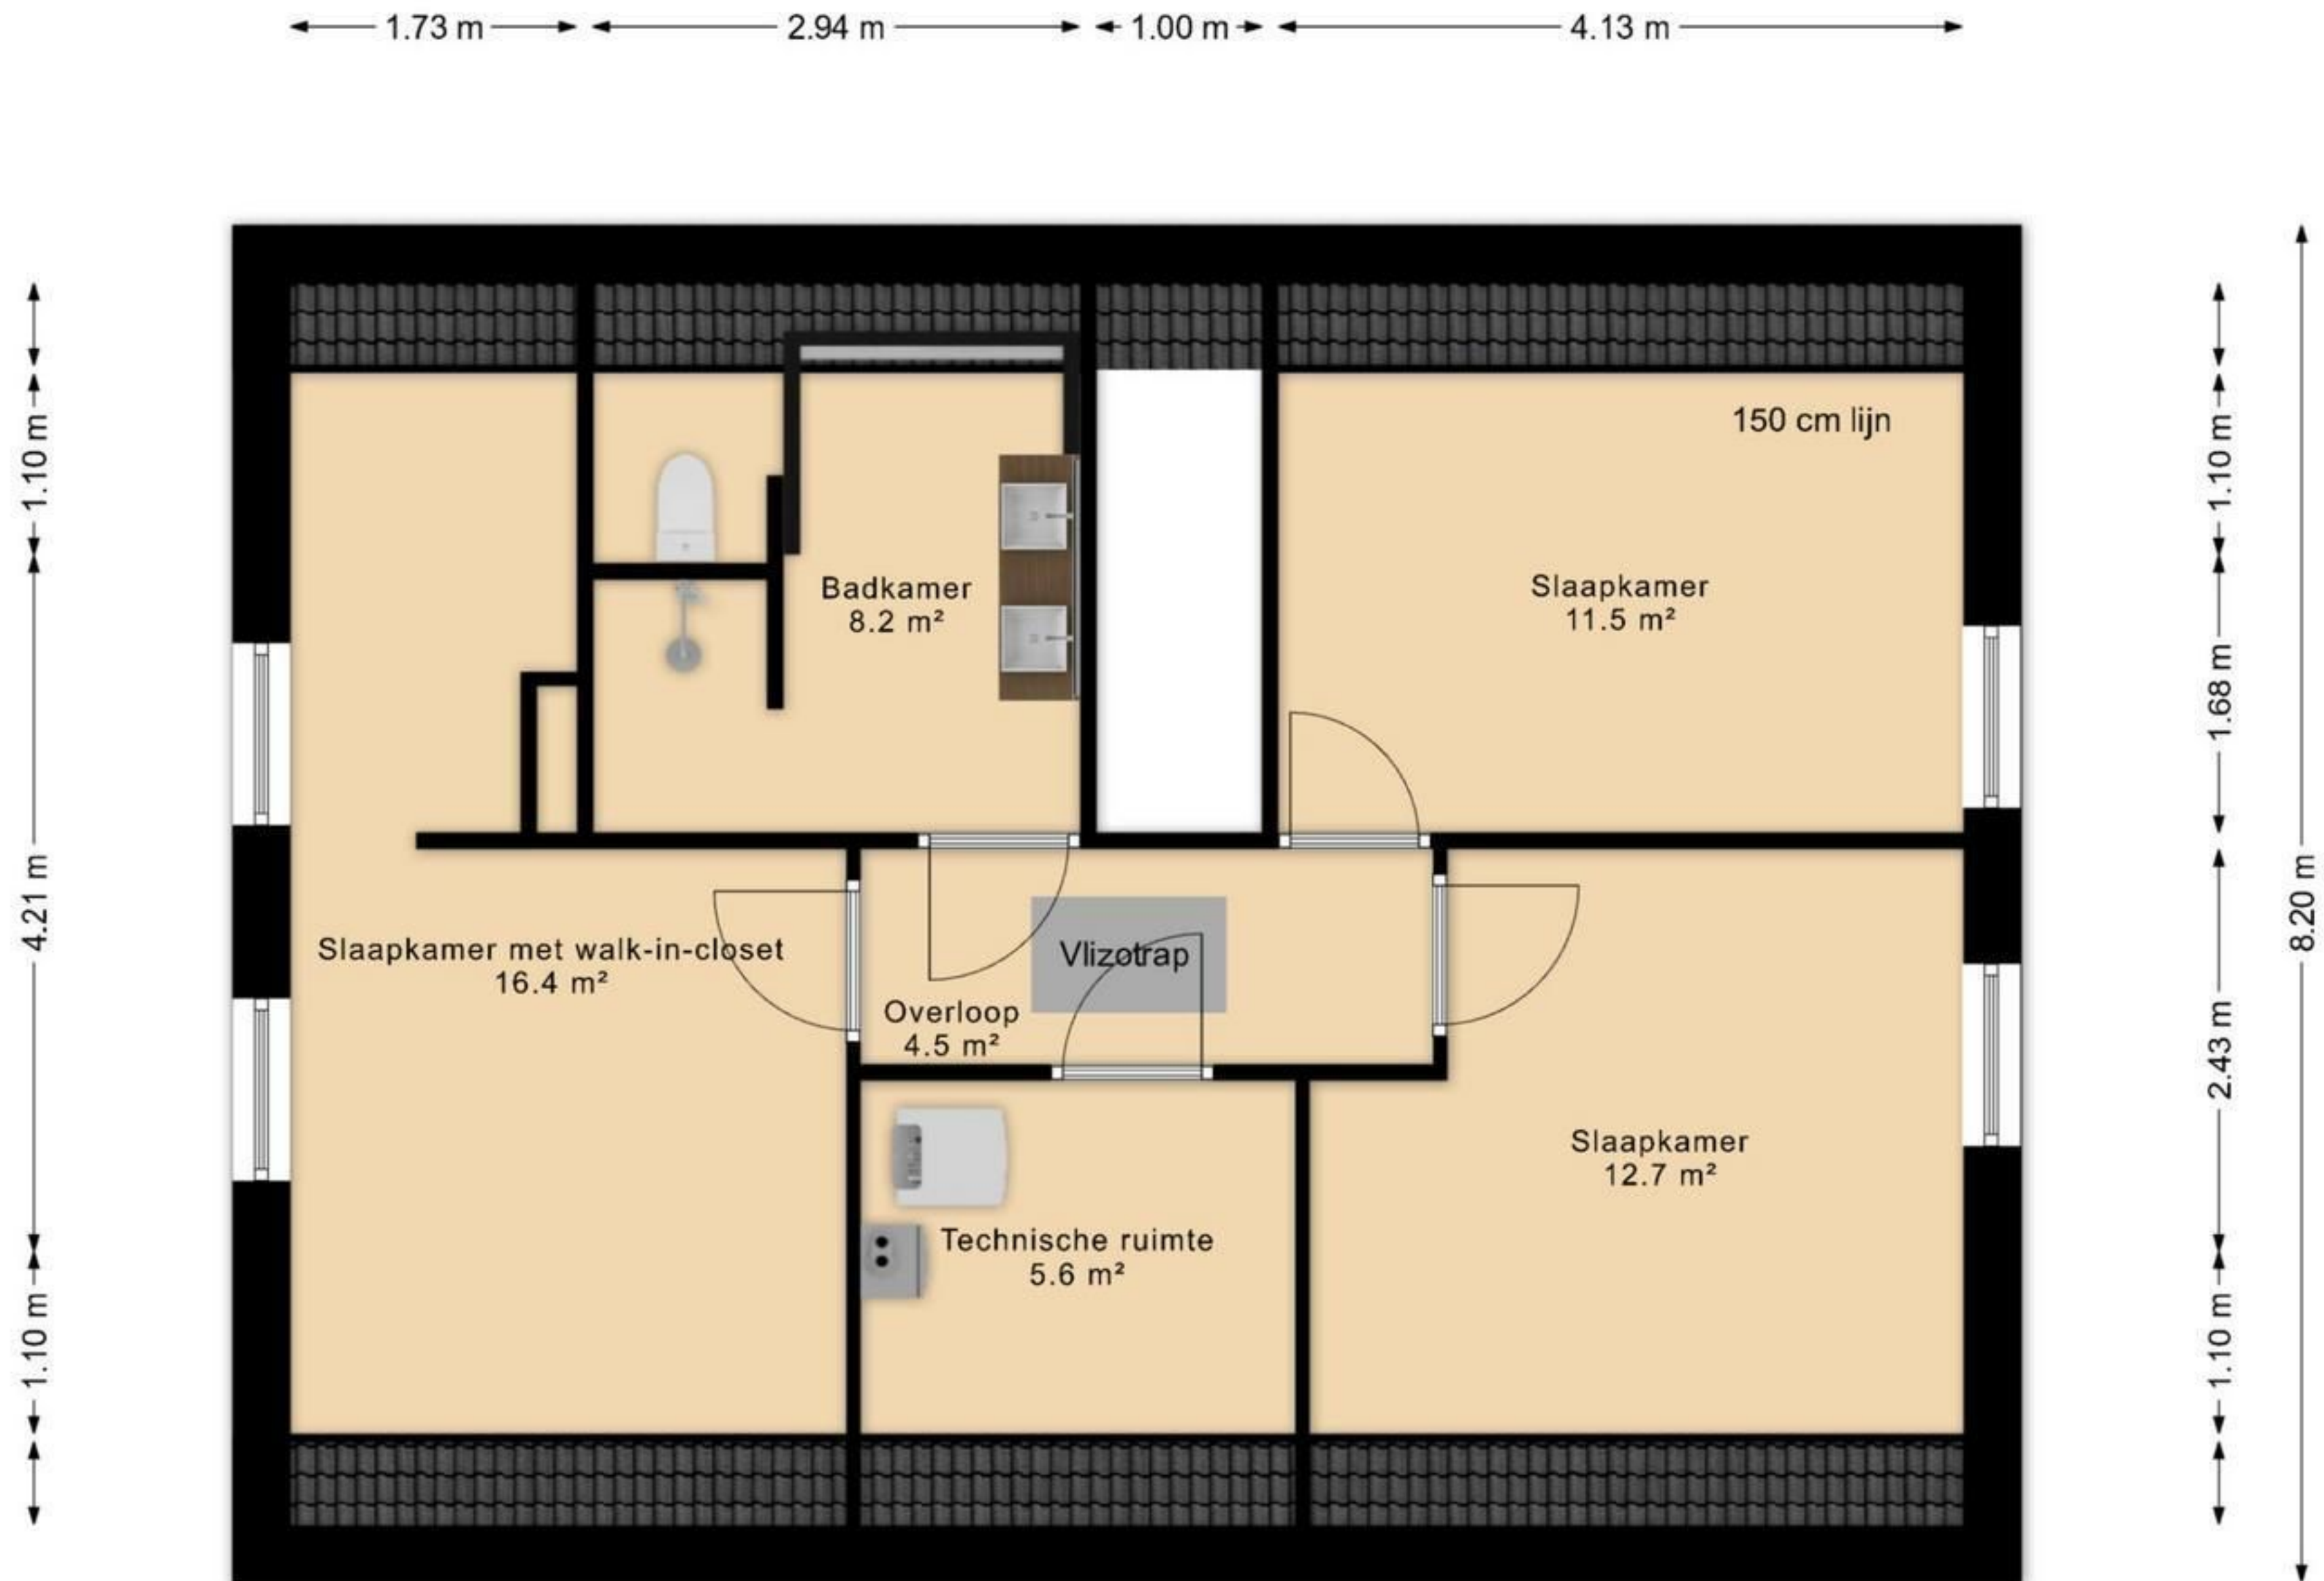 1.73 m
2.94 m
1.00 m
4.13 m
150 cm lijn
1.10 m
1.10 m
Badkamer
8.2 m²
Slaapkamer
11.5 m²
1.68 m
4.21 m
8.20 m
Slaapkamer met walk-in-closet
16.4 m²
Vlizotrap
Overloop
4.5 m²
2.43 m
Slaapkamer
12.7 m²
Technische ruimte
5.6 m²
1.10 m
1.10 m